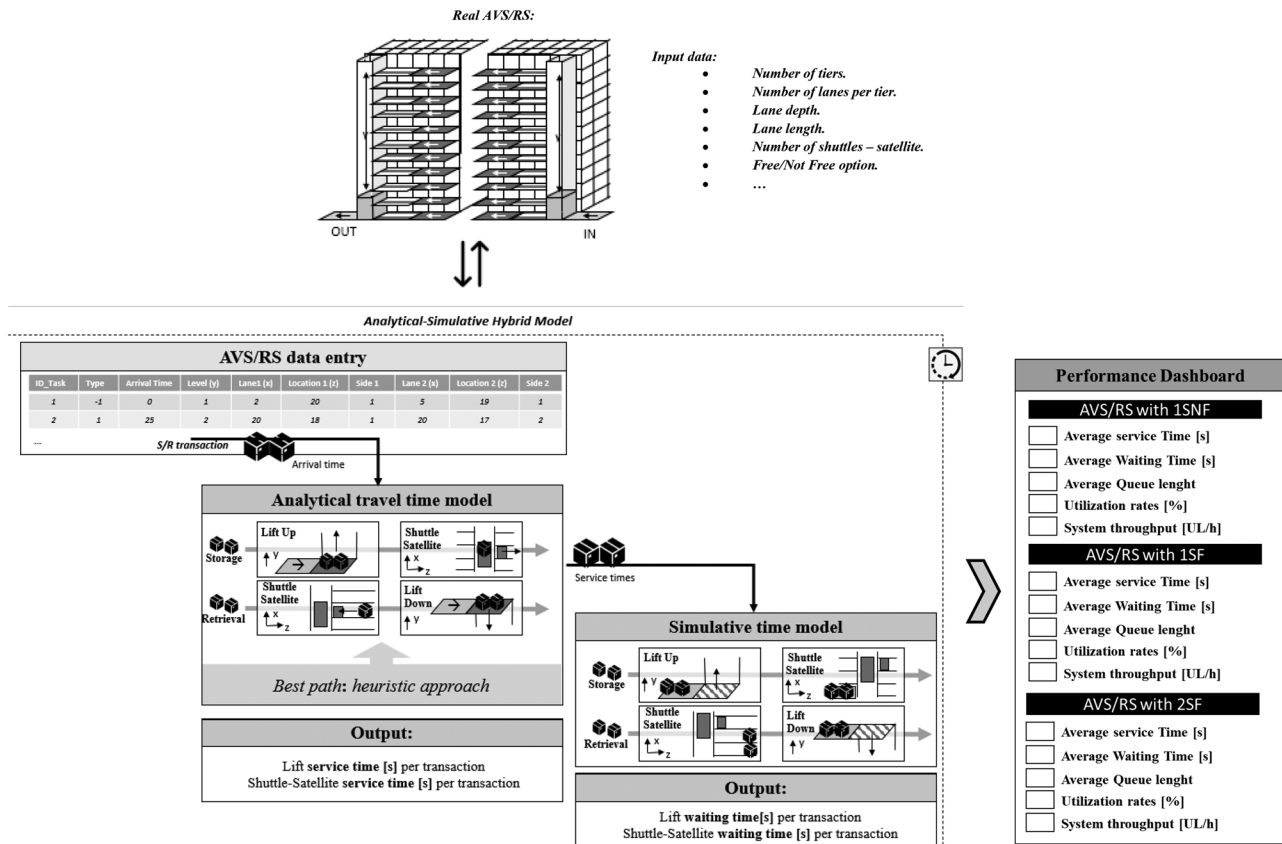 Real AVS/RS:
Input data:
• Number of tiers.
• Number of lanes per tier.
• Lane depth.
• Lane length.
• Number of shuttles – satellite.
• Free/Not Free option.
• …
Y
Y
OUT
IN
Analytical-Simulative Hybrid Model
AVS/RS data entry
ID_Task Type Arrival Time Level (y) Lane1 (x) Location 1 (z) Side 1 Lane 2 (x) Location 2 (z) Side 2
1 -1 0 1 2 20 1 5 19 1
2 1 25 2 20 18 1 20 17 2
...
S/R transaction
Arrival time
Analytical travel time model
Storage
Lift Up
y
Shuttle
Satellite
x
z
Retrieval
Shuttle
Satellite
x
z
Lift
Down
y
Best path: heuristic approach
Output:
Lift service time [s] per transaction
Shuttle-Satellite service time [s] per transaction
Service times
Simulative time model
Storage
Lift Up
y
Shuttle
Satellite
x
z
Retrieval
Shuttle
Satellite
x
z
Lift
Down
y
Output:
Lift waiting time[s] per transaction
Shuttle-Satellite waiting time [s] per transaction
Performance Dashboard
AVS/RS with 1SNF
Average service Time [s]
Average Waiting Time [s]
Average Queue lenght
Utilization rates [%]
System throughput [UL/h]
AVS/RS with 1SF
Average service Time [s]
Average Waiting Time [s]
Average Queue lenght
Utilization rates [%]
System throughput [UL/h]
AVS/RS with 2SF
Average service Time [s]
Average Waiting Time [s]
Average Queue lenght
Utilization rates [%]
System throughput [UL/h]